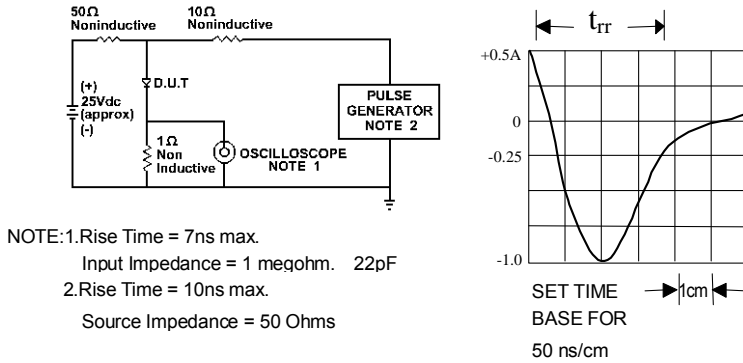 50Ω
Noninductive
10Ω
Noninductive
(+)
25Vdc
(approx)
(-)
D.U.T
1Ω
Non
Inductive
OSCILLOSCOPE
NOTE 1
PULSE
GENERATOR
NOTE 2
NOTE:1.Rise Time = 7ns max.
Input Impedance = 1 megohm. 22pF
2.Rise Time = 10ns max.
Source Impedance = 50 Ohms
trr
+0.5A
0
-0.25
-1.0
SET TIME
BASE FOR
50 ns/cm
1cm